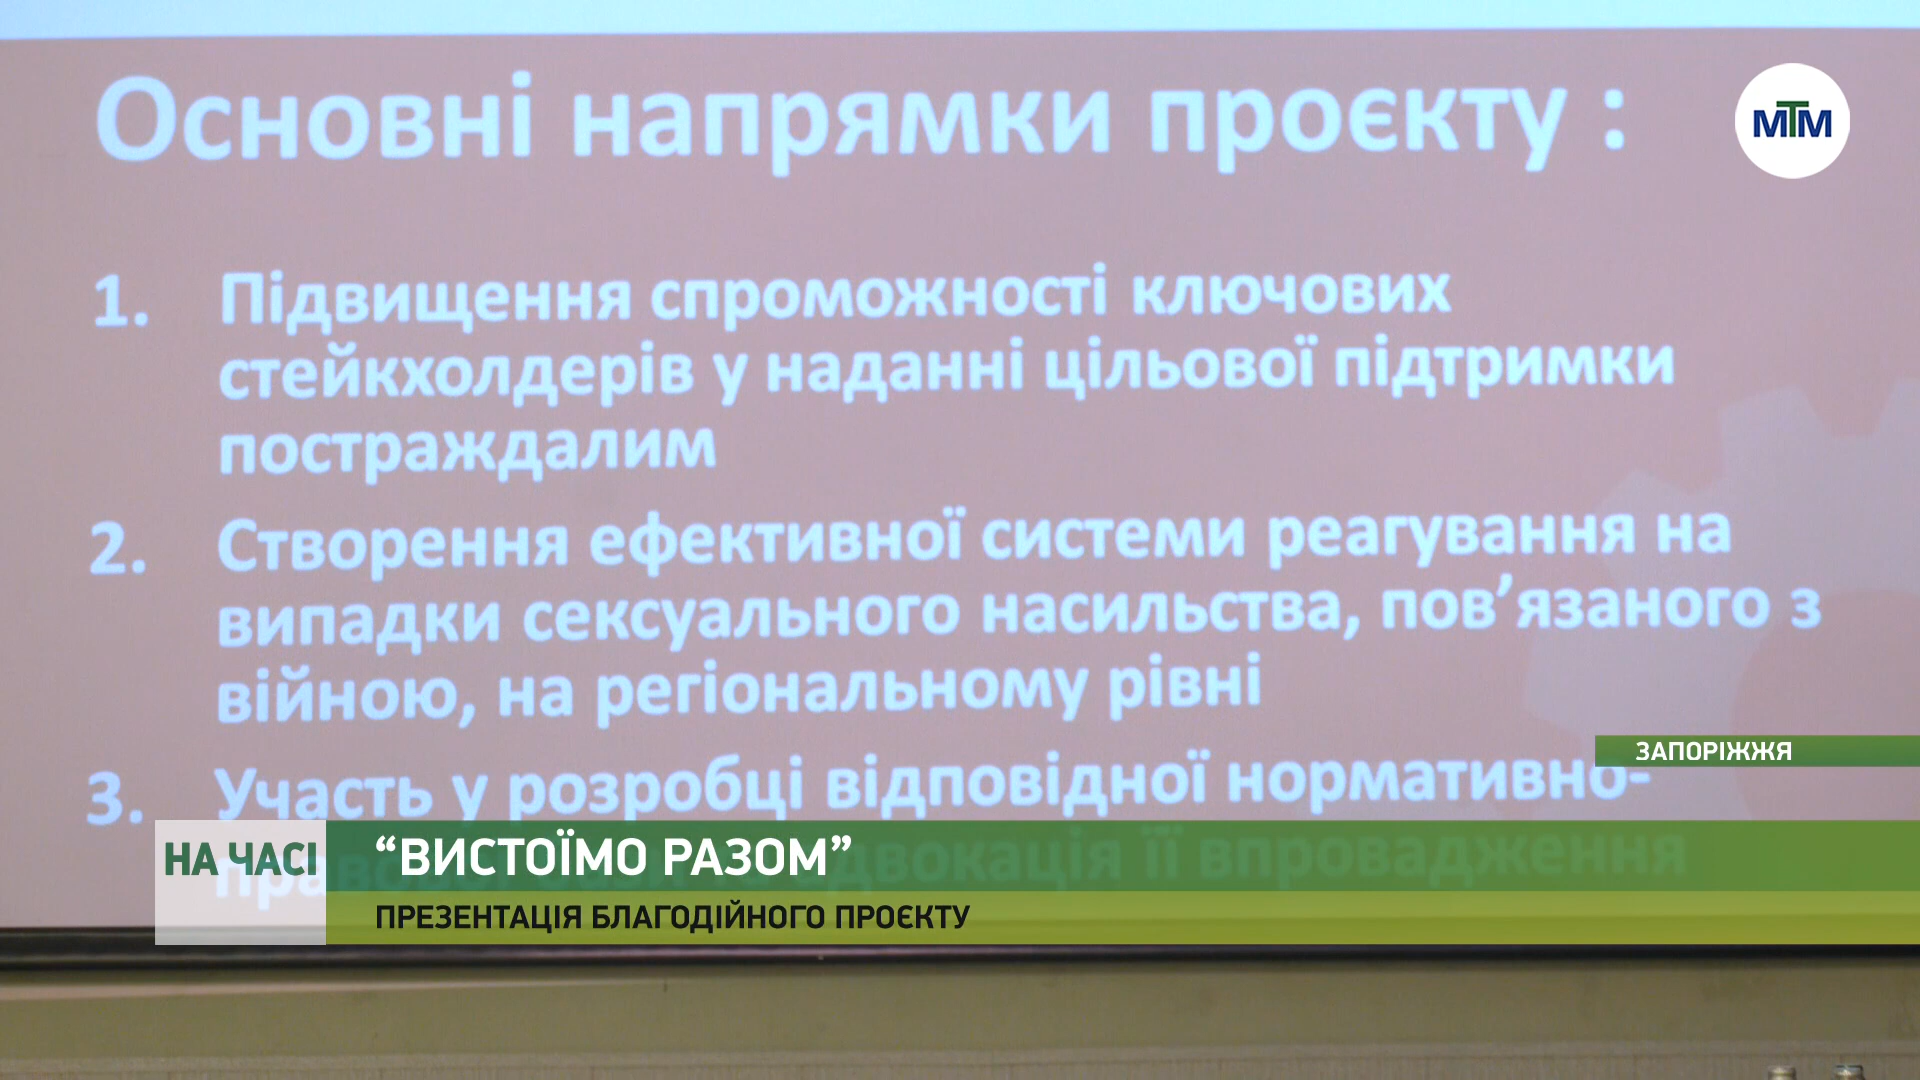 Основні напрямки проєкту :
МТМ
1. Підвищення спроможності ключових
стейкхолдерів у наданні цільової підтримки
постраждалим
2. Створення ефективної системи реагування на
випадки сексуального насильства, пов’язаного з
війною, на регіональному рівні
ЗАПОРІЖЖЯ
3. Участь у розробці відповідної нормативно-
адвокація її впровадження
НА ЧАСІ
“ВИСТОЇМО РАЗОМ”
ПРЕЗЕНТАЦІЯ БЛАГОДІЙНОГО ПРОЄКТУ